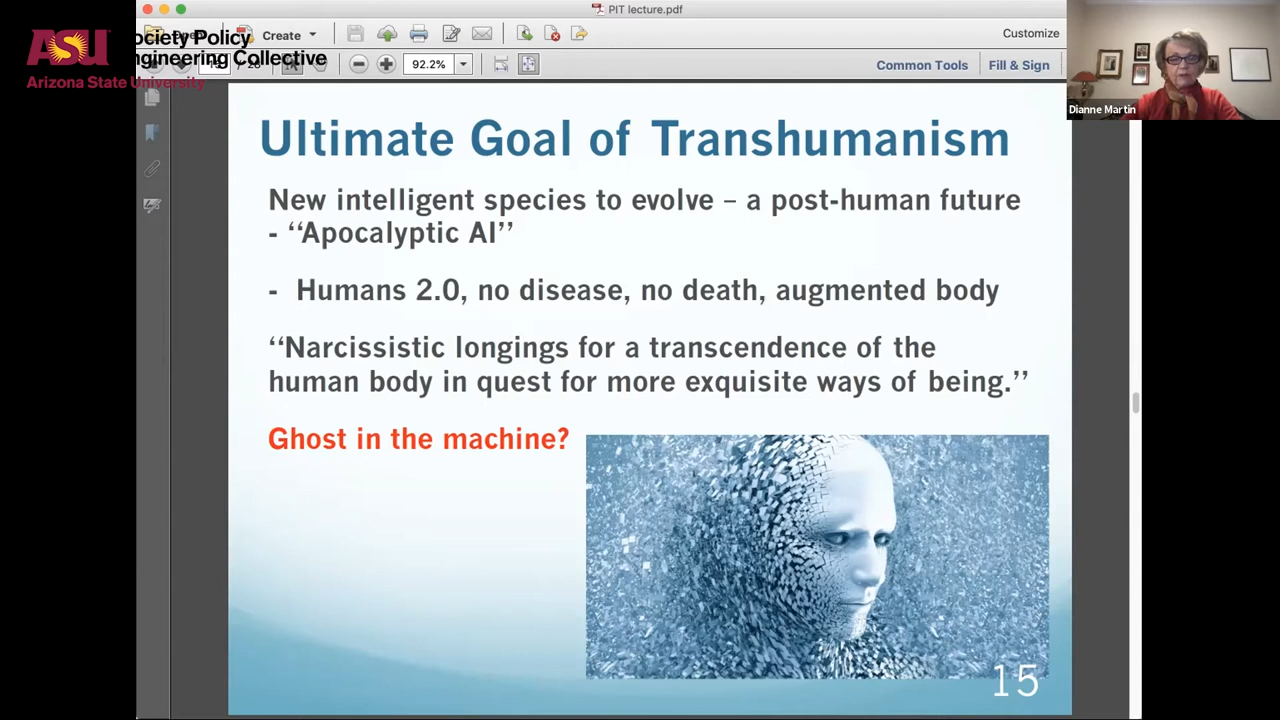 PIT lecture.pdf
ASU
Arizona State University
ociety Policy
ngineering Collective
Create
Customize
92.2%
Common Tools
Fill & Sign
Dianne Martin
Ultimate Goal of Transhumanism
New intelligent species to evolve – a post-human future
- “Apocalyptic AI”
- Humans 2.0, no disease, no death, augmented body
“Narcissistic longings for a transcendence of the
human body in quest for more exquisite ways of being.”
Ghost in the machine?
15